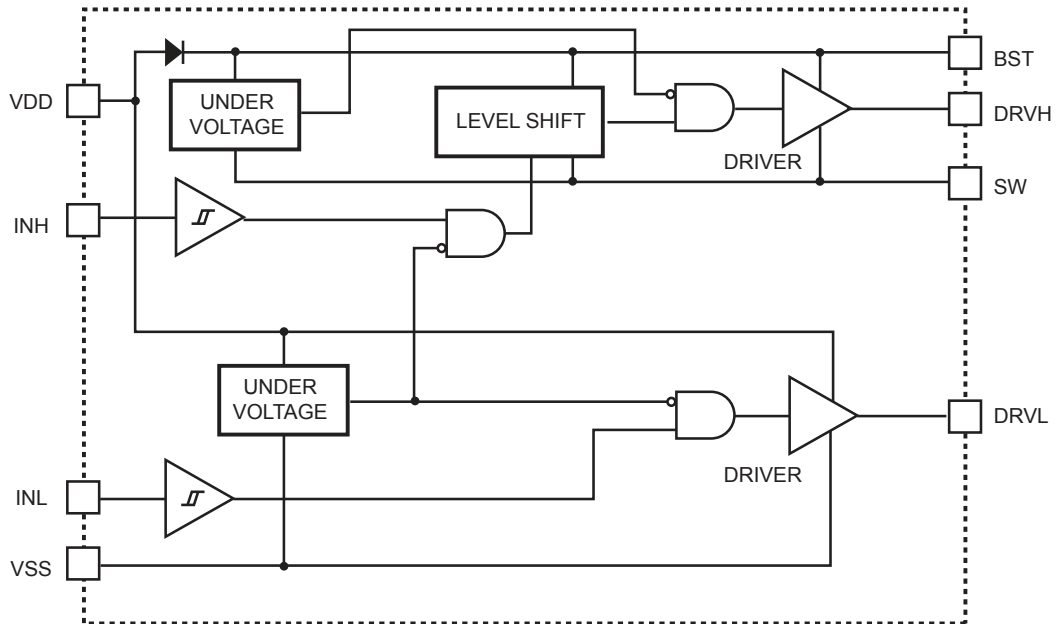 BST
VDD
UNDER
VOLTAGE
LEVEL SHIFT
DRVH
DRIVER
SW
INH
UNDER
VOLTAGE
DRVL
DRIVER
INL
VSS